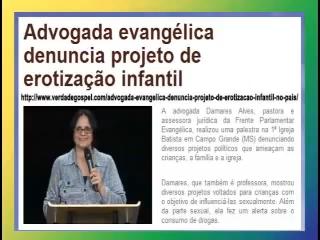 Advogada evangélica
denuncia projeto de
erotização infantil
http://www.verdadegospel.com/advogada-evangelica-denuncia-projeto-de-erotizacao-infantil-no-pais/
A advogada Damares Alves, pastora e
assessora jurídica da Frente Parlamentar
Evangélica, realizou uma palestra na 1ª Igreja
Batista em Campo Grande (MS) denunciando
diversos projetos políticos que ameaçam as
crianças, a família e a igreja.
Damares, que também é professora, mostrou
diversos projetos voltados para crianças com
o objetivo de influenciá-las sexualmente. Além
da parte sexual, ela fez um alerta sobre o
consumo de drogas.